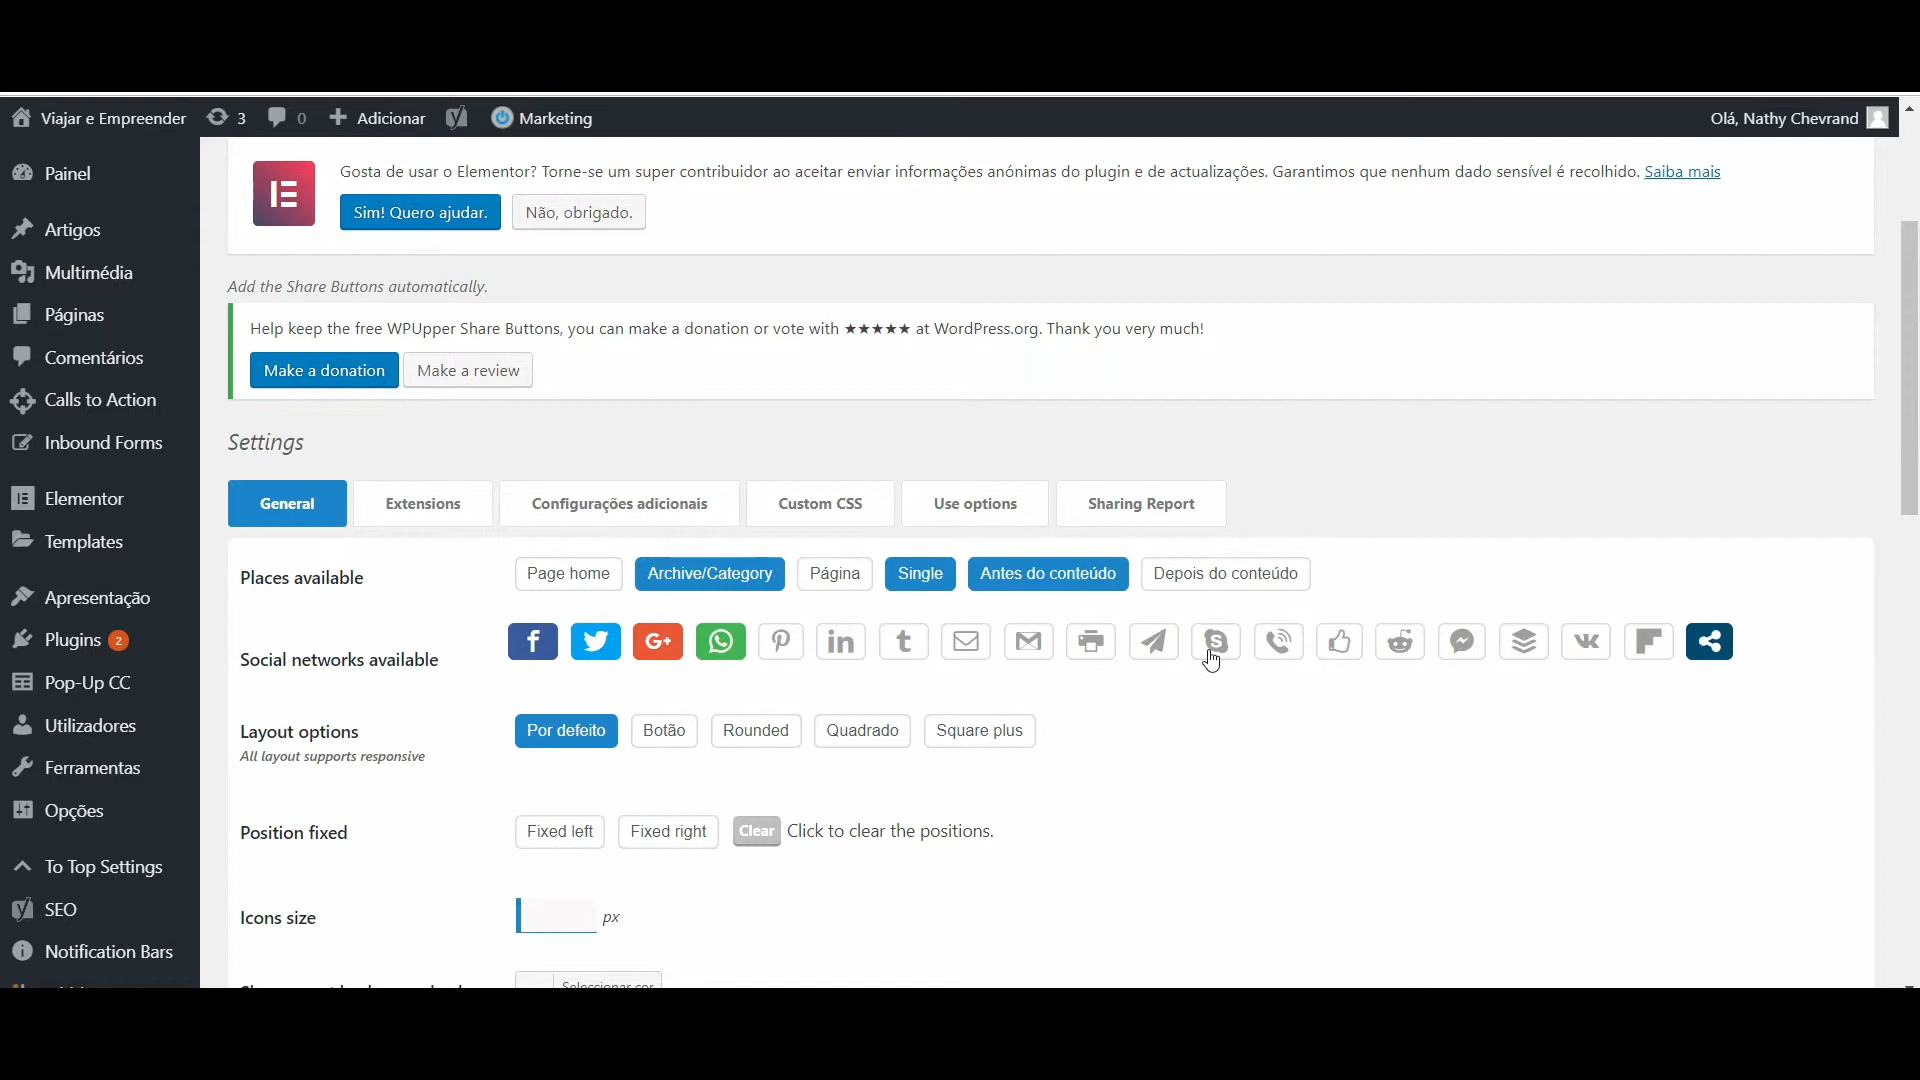 Viajar e Empreender 3 0 Adicionar Marketing Olá, Nathy Chevrand
Painel
Artigos
Multimédia
Páginas
Comentários
Calls to Action
Inbound Forms
Elementor
Templates
Apresentação
Plugins 2
Pop-Up CC
Utilizadores
Ferramentas
Opções
To Top Settings
SEO
Notification Bars
Gosta de usar o Elementor? Torne-se um super contribuidor ao aceitar enviar informações anónimas do plugin e de actualizações. Garantimos que nenhum dado sensível é recolhido. Saiba mais
Sim! Quero ajudar. Não, obrigado.
Add the Share Buttons automatically.
Help keep the free WPUpper Share Buttons, you can make a donation or vote with ★★★★★ at WordPress.org. Thank you very much!
Make a donation Make a review
Settings
General Extensions Configurações adicionais Custom CSS Use options Sharing Report
Places available Page home Archive/Category Página Single Antes do conteúdo Depois do conteúdo
Social networks available
Layout options Por defeito Botão Rounded Quadrado Square plus
All layout supports responsive
Position fixed Fixed left Fixed right Clear Click to clear the positions.
Icons size px
Seleccionar cor